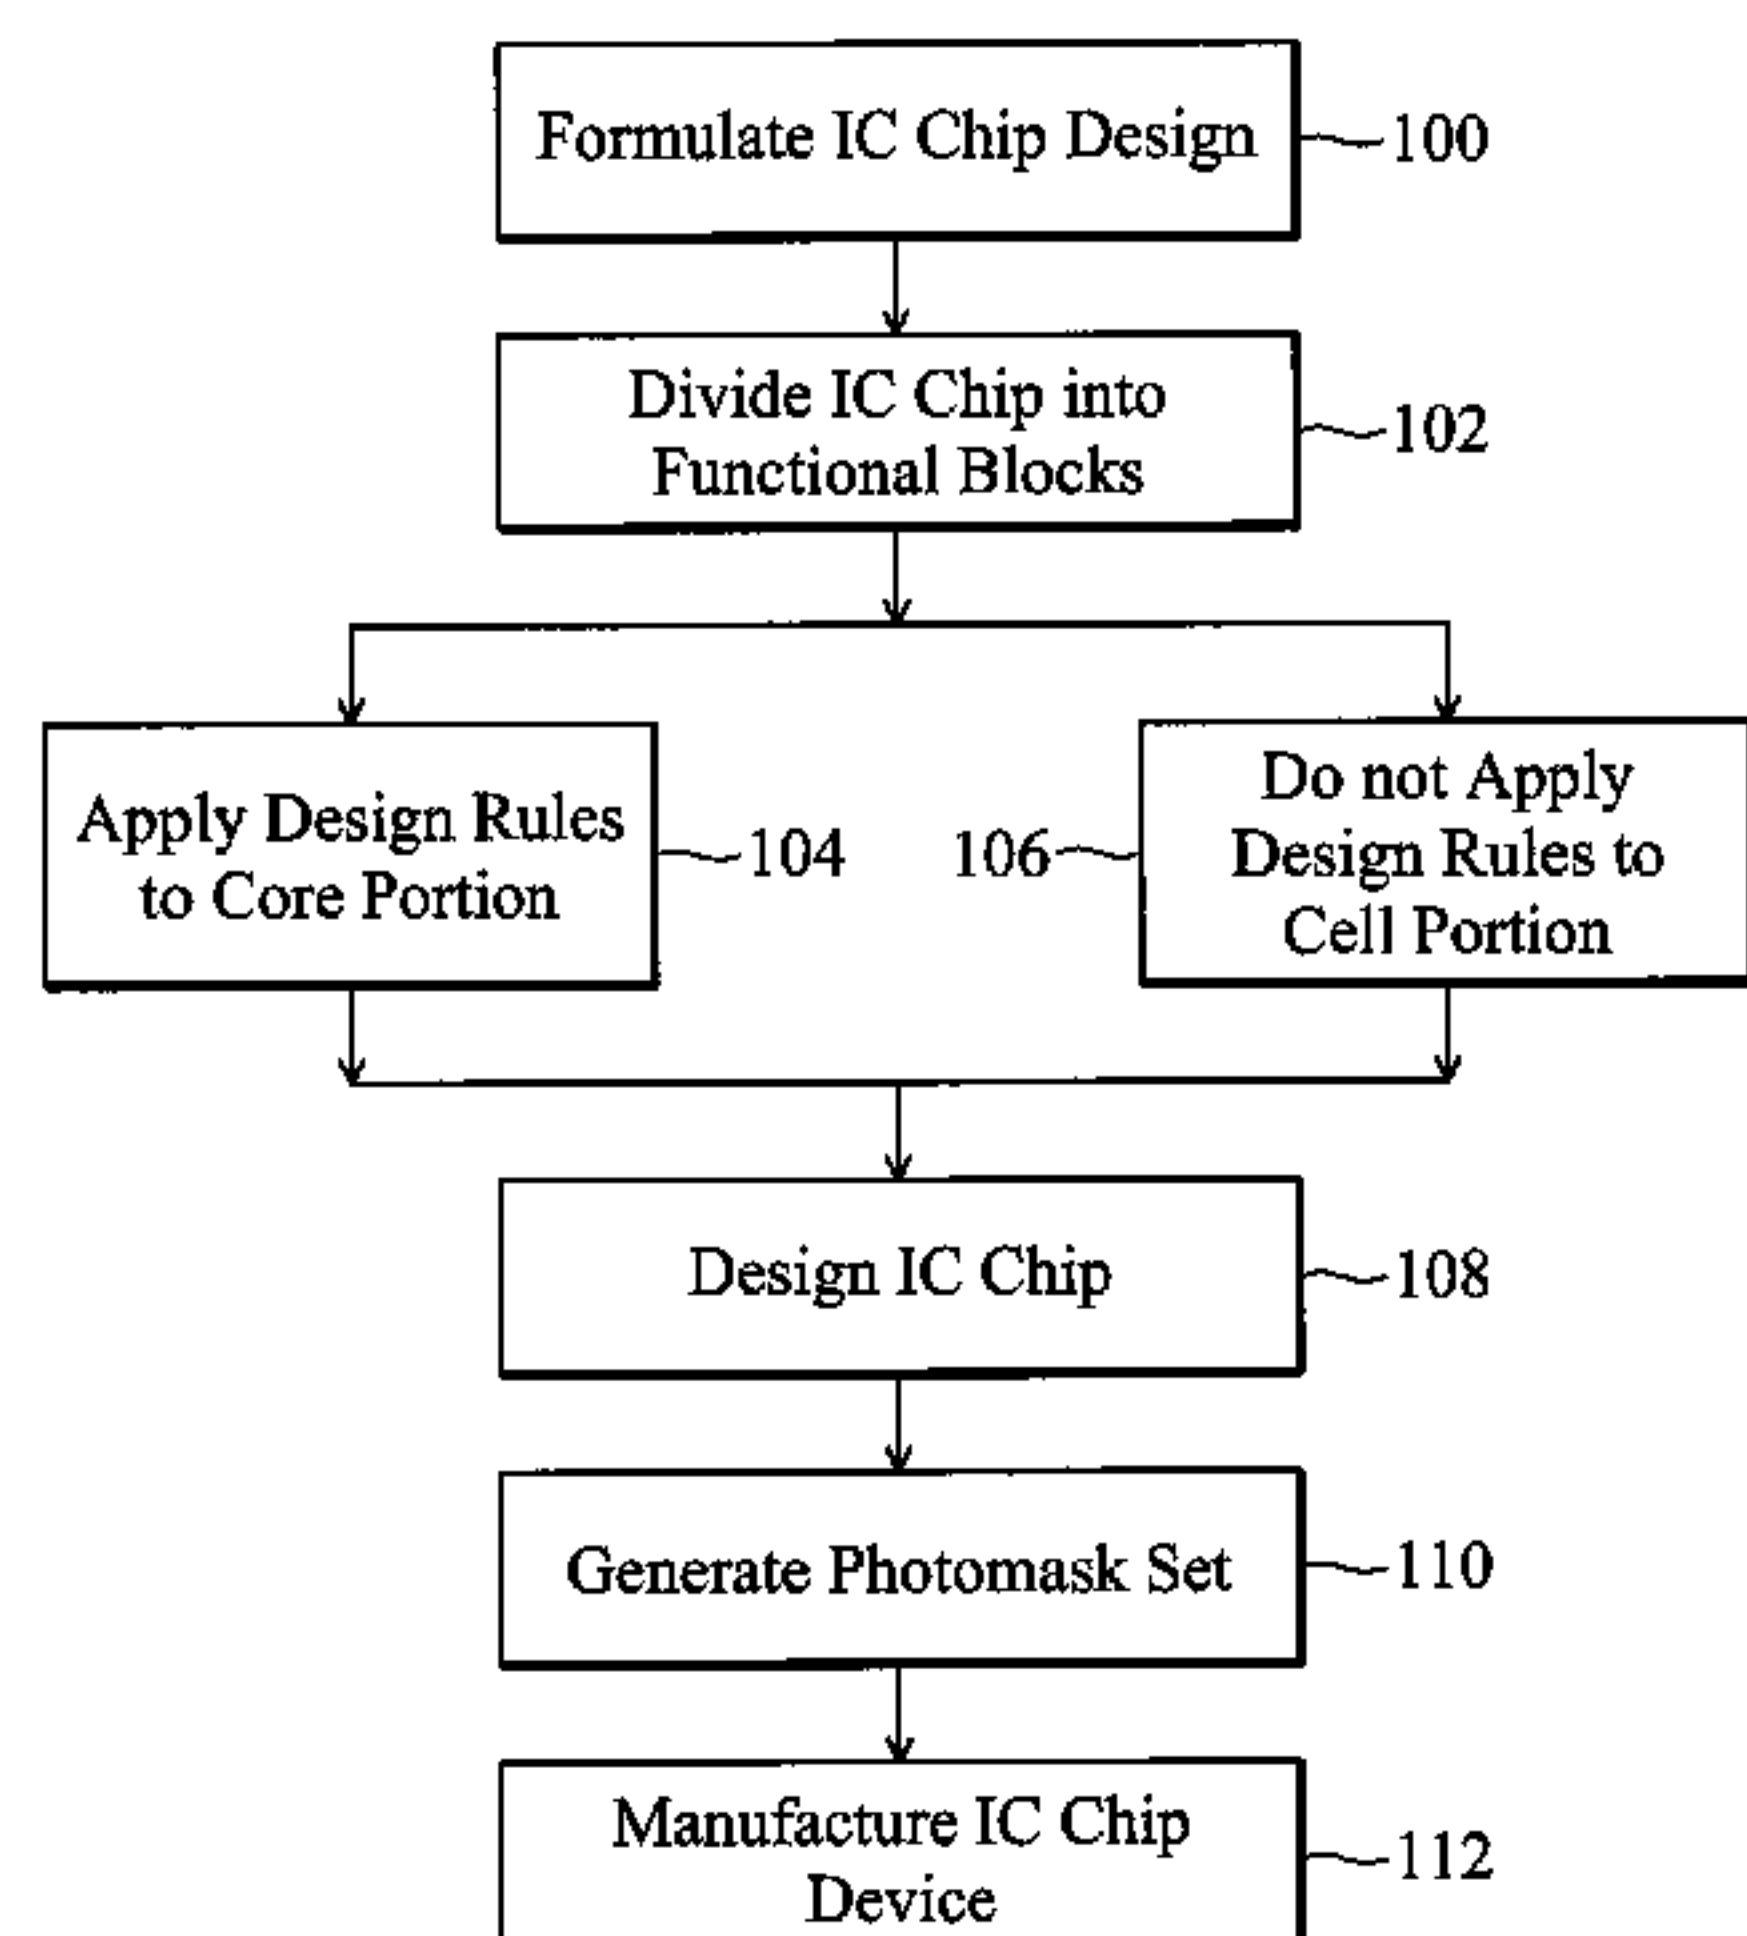 Formulate IC Chip Design
100
Divide IC Chip into
Functional Blocks
102
Apply Design Rules
to Core Portion
104
106
Do not Apply
Design Rules to
Cell Portion
Design IC Chip
108
Generate Photomask Set
110
Manufacture IC Chip
Device
112